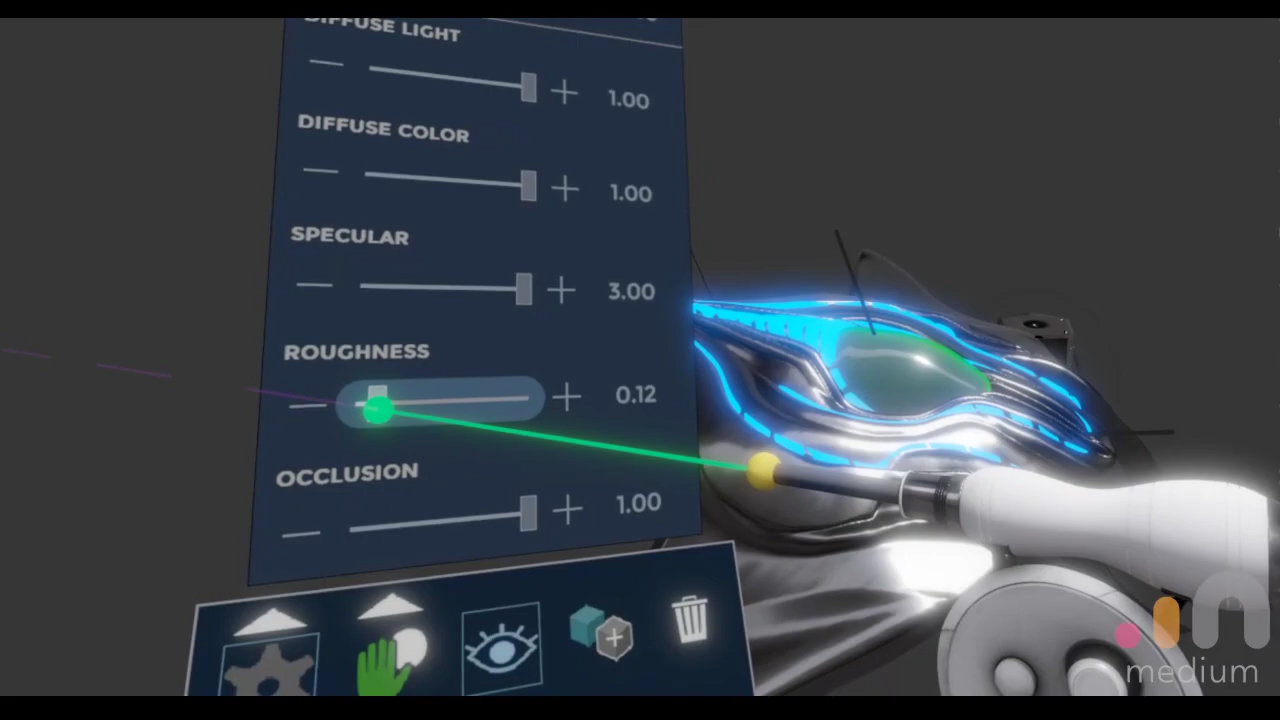 DIFFUSE LIGHT
1.00
DIFFUSE COLOR
1.00
SPECULAR
3.00
ROUGHNESS
0.12
OCCLUSION
1.00
medium